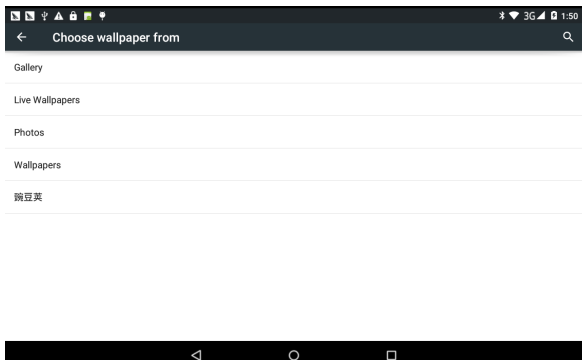 3G 1:50
Choose wallpaper from
Gallery
Live Wallpapers
Photos
Wallpapers
豌豆荚